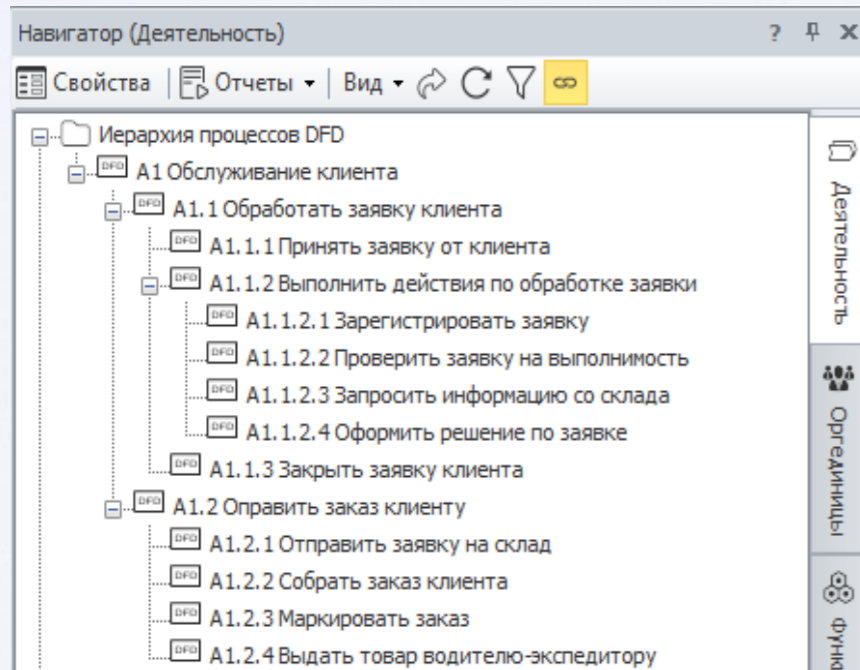 Навигатор (Деятельность) ?
Свойства Отчеты Вид
Иерархия процессов DFD
DFD A1 Обслуживание клиента
DFD A1.1 Обработать заявку клиента
DFD A1.1.1 Принять заявку от клиента
DFD A1.1.2 Выполнить действия по обработке заявки
DFD A1.1.2.1 Зарегистрировать заявку
DFD A1.1.2.2 Проверить заявку на выполнимость
DFD A1.1.2.3 Запросить информацию со склада
DFD A1.1.2.4 Оформить решение по заявке
DFD A1.1.3 Закрыть заявку клиента
DFD A1.2 Оправить заказ клиенту
DFD A1.2.1 Отправить заявку на склад
DFD A1.2.2 Собрать заказ клиента
DFD A1.2.3 Маркировать заказ
DFD A1.2.4 Выдать товар водителю-экспедитору
Деятельность
Оргединицы
Функ